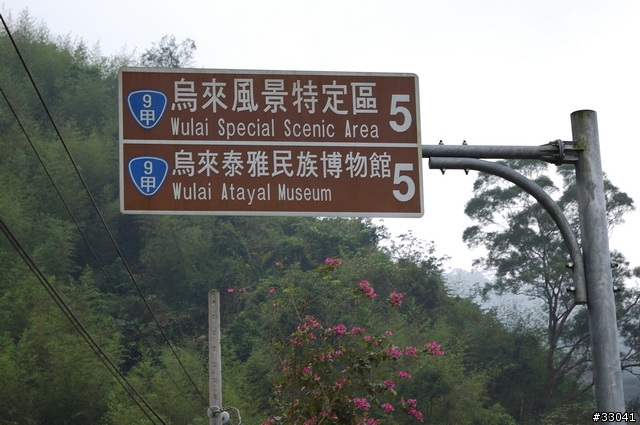 9甲 烏來風景特定區 5
Wulai Special Scenic Area
9甲 烏來泰雅民族博物館 5
Wulai Atayal Museum
#33041